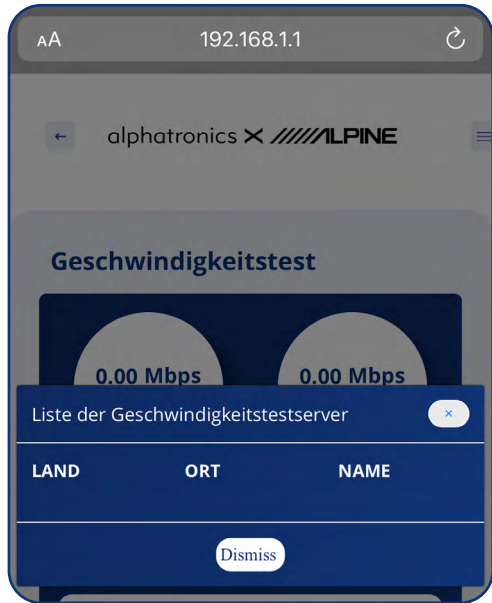 AA 192.168.1.1
alphatronics X ALPINE
Geschwindigkeitstest
0.00 Mbps 0.00 Mbps
Liste der Geschwindigkeitstestserver ×
LAND ORT NAME
Dismiss